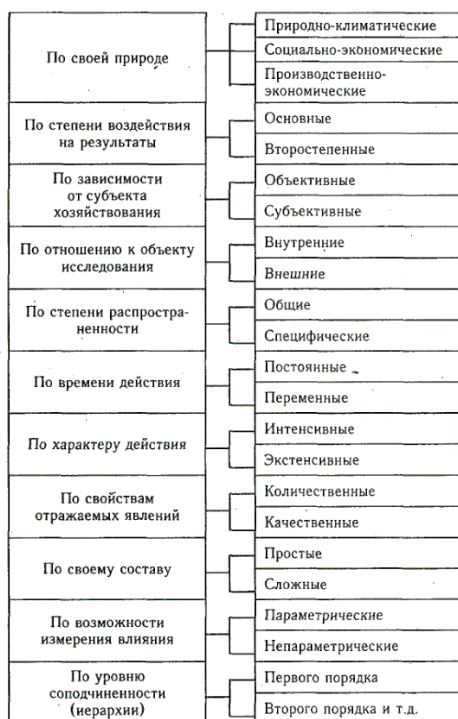 По своей природе
Природно-климатические
Социально-экономические
Производственно-
экономические
По степени воздействия
на результаты
Основные
Второстепенные
По зависимости
от субъекта
хозяйствования
Объективные
Субъективные
По отношению к объекту
исследования
Внутренние
Внешние
По степени распростра-
ненности
Общие
Специфические
По времени действия
Постоянные
Переменные
По характеру действия
Интенсивные
Экстенсивные
По свойствам
отражаемых явлений
Количественные
Качественные
По своему составу
Простые
Сложные
По возможности
измерения влияния
Параметрические
Непараметрические
По уровню
соподчиненности
(иерархии)
Первого порядка
Второго порядка и т.д.